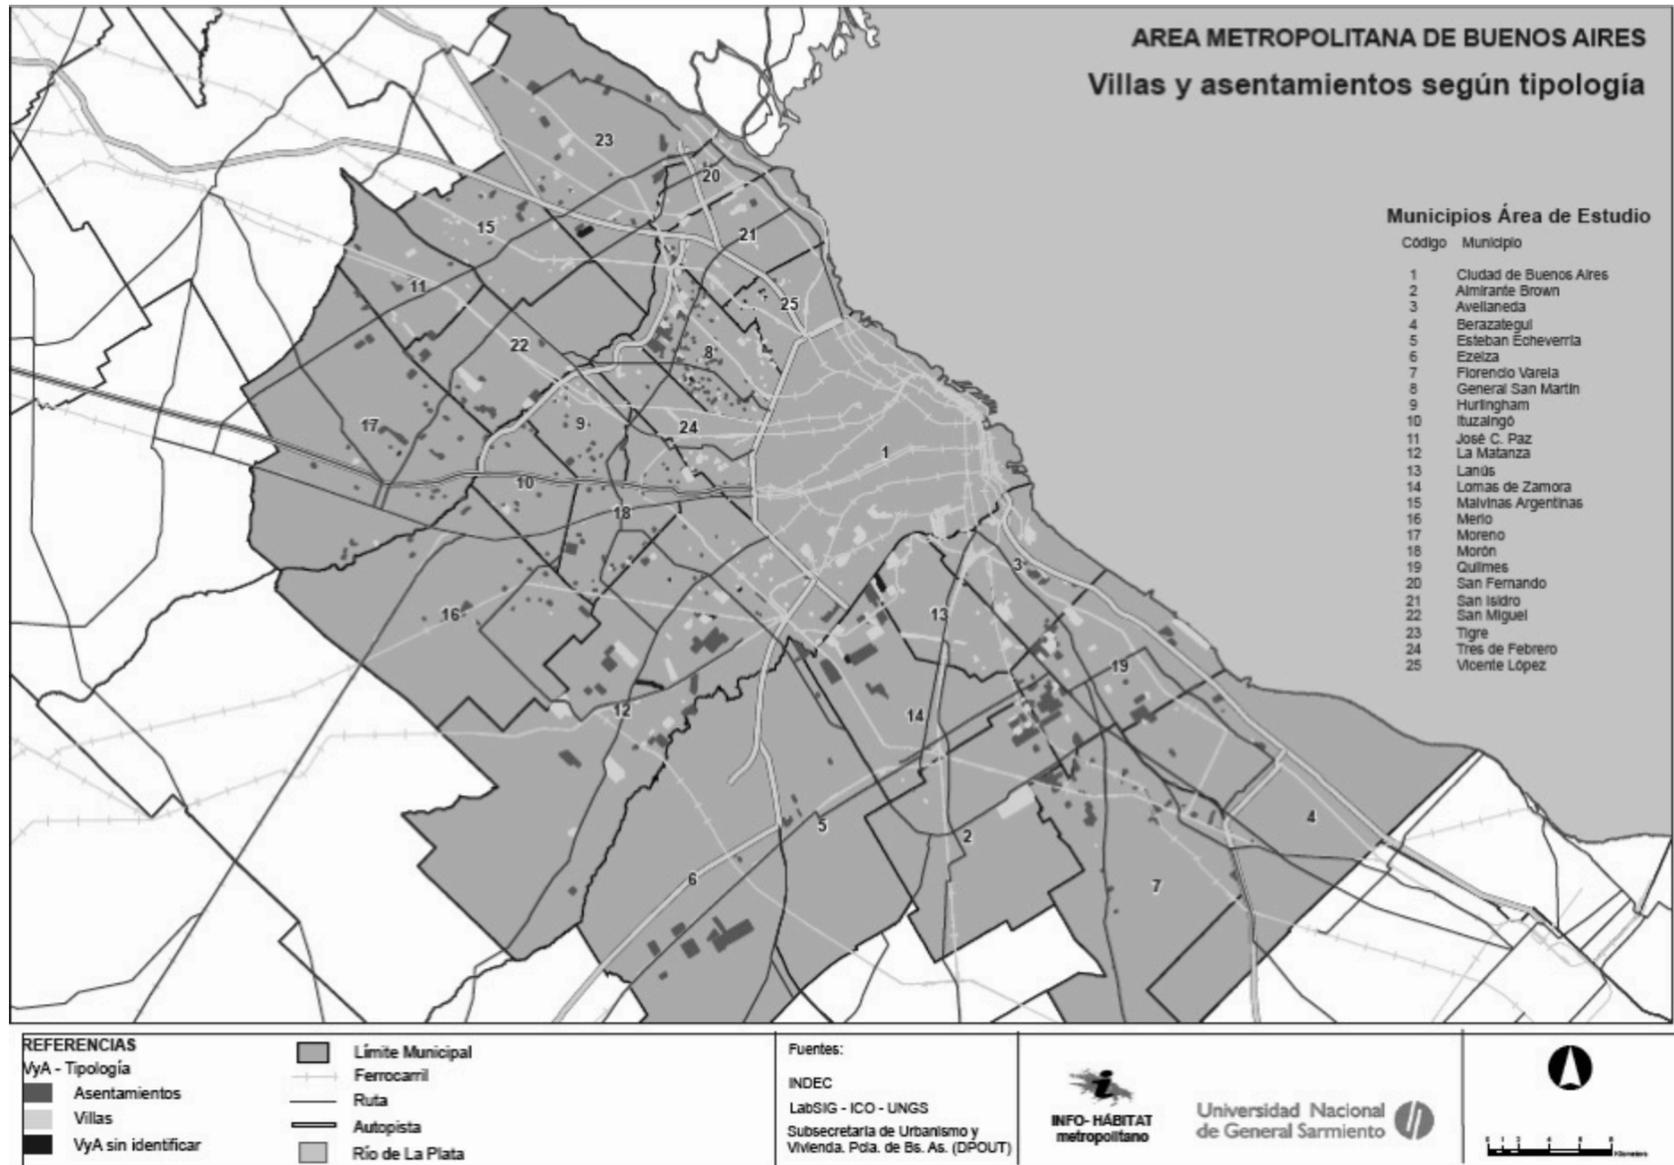 AREA METROPOLITANA DE BUENOS AIRES
Villas y asentamientos según tipología
Municipios Área de Estudio
Código Municipio
1 Ciudad de Buenos Aires
2 Almirante Brown
3 Avellaneda
4 Berazategui
5 Esteban Echeverría
6 Ezeiza
7 Florencio Varela
8 General San Martín
9 Hurlingham
10 Ituzaingó
11 José C. Paz
12 La Matanza
13 Lanús
14 Lomas de Zamora
15 Malvinas Argentinas
16 Merlo
17 Moreno
18 Morón
19 Quilmes
20 San Fernando
21 San Isidro
22 San Miguel
23 Tigre
24 Tres de Febrero
25 Vicente López
23
20
15
21
11
25
22
8
17
9
24
1
10
18
3
16
13
19
12
14
5
2
4
6
7
REFERENCIAS
VyA - Tipología
Asentamientos
Villas
VyA sin identificar
Límite Municipal
Ferrocarril
Ruta
Autopista
Río de La Plata
Fuentes:
INDEC
LabSIG - ICO - UNGS
Subsecretaria de Urbanismo y
Vivienda. Pcia. de Bs. As. (DPOUT)
INFO-HÁBITAT
metropolitano
Universidad Nacional
de General Sarmiento